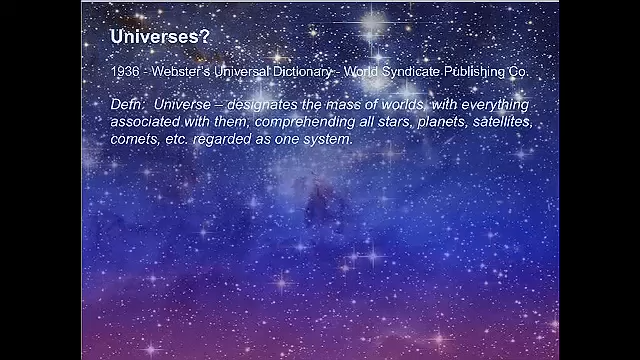 Universes?
1936 - Webster's Universal Dictionary - World Syndicate Publishing Co.
Defn: Universe – designates the mass of worlds, with everything
associated with them, comprehending all stars, planets, satellites,
comets, etc. regarded as one system.